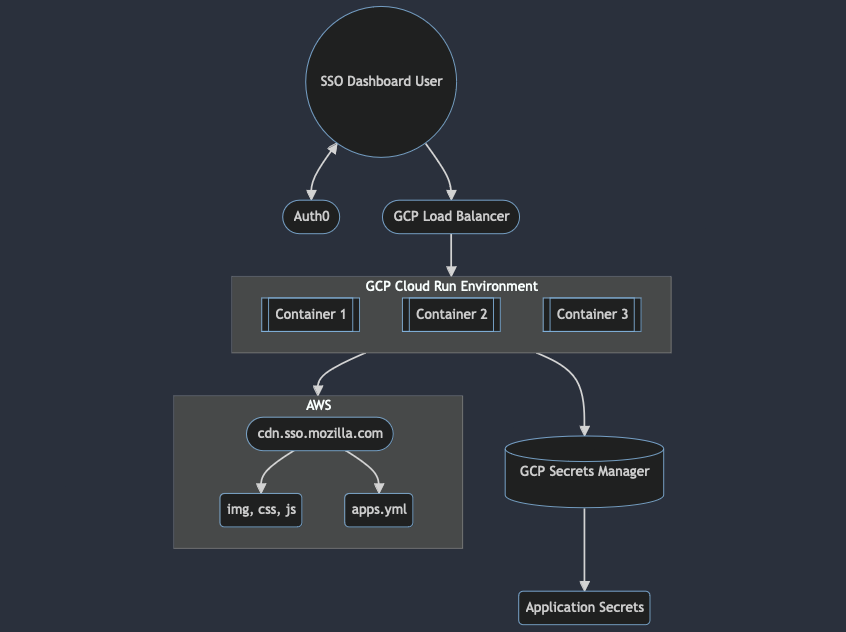 SSO Dashboard User
Auth0
GCP Load Balancer
GCP Cloud Run Environment
Container 1
Container 2
Container 3
AWS
cdn.sso.mozilla.com
GCP Secrets Manager
img, css, js
apps.yml
Application Secrets